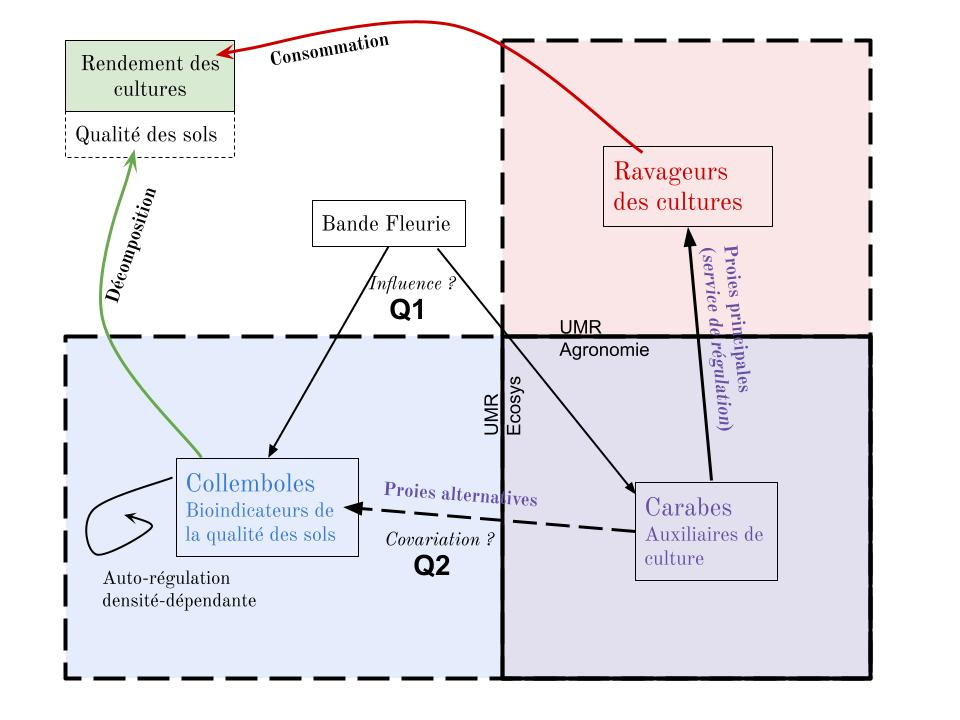 Consommation
Rendement des
cultures
Qualité des sols
Ravageurs
des cultures
Décomposition
Bande Fleurie
Influence ?
Q1
Proies principales
(service de régulation)
UMR
Agronomie
UMR
Ecosys
Collemboles
Bioindicateurs de
la qualité des sols
Proies alternatives
Covariation ?
Q2
Carabes
Auxiliaires de
culture
Auto-régulation
densité-dépendante